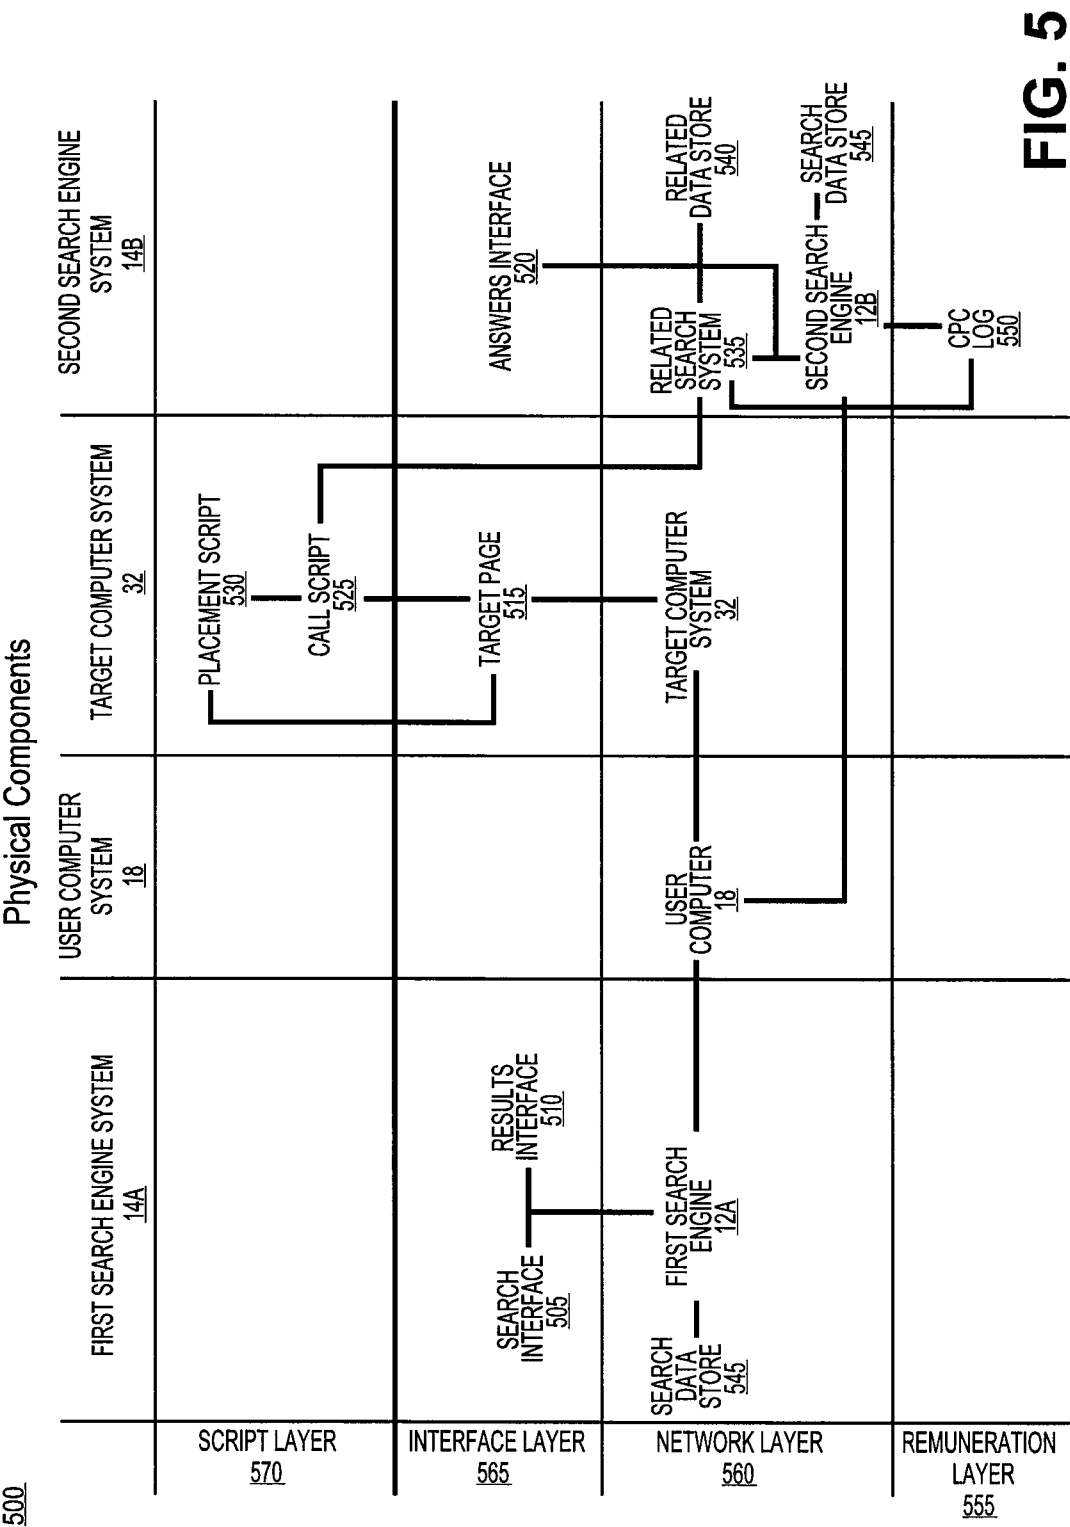 500
Physical Components
FIRST SEARCH ENGINE SYSTEM
14A
USER COMPUTER
SYSTEM
18
TARGET COMPUTER SYSTEM
32
SECOND SEARCH ENGINE
SYSTEM
14B
SCRIPT LAYER
570
PLACEMENT SCRIPT
530
CALL SCRIPT
525
INTERFACE LAYER
565
SEARCH
INTERFACE
505
RESULTS
INTERFACE
510
TARGET PAGE
515
ANSWERS INTERFACE
520
NETWORK LAYER
560
SEARCH
DATA
STORE
545
FIRST SEARCH
ENGINE
12A
USER
COMPUTER
18
TARGET COMPUTER
SYSTEM
32
RELATED
SEARCH
SYSTEM
535
RELATED
DATA STORE
540
SECOND SEARCH
ENGINE
12B
SEARCH
DATA STORE
545
REMUNERATION
LAYER
555
CPC
LOG
550
FIG. 5